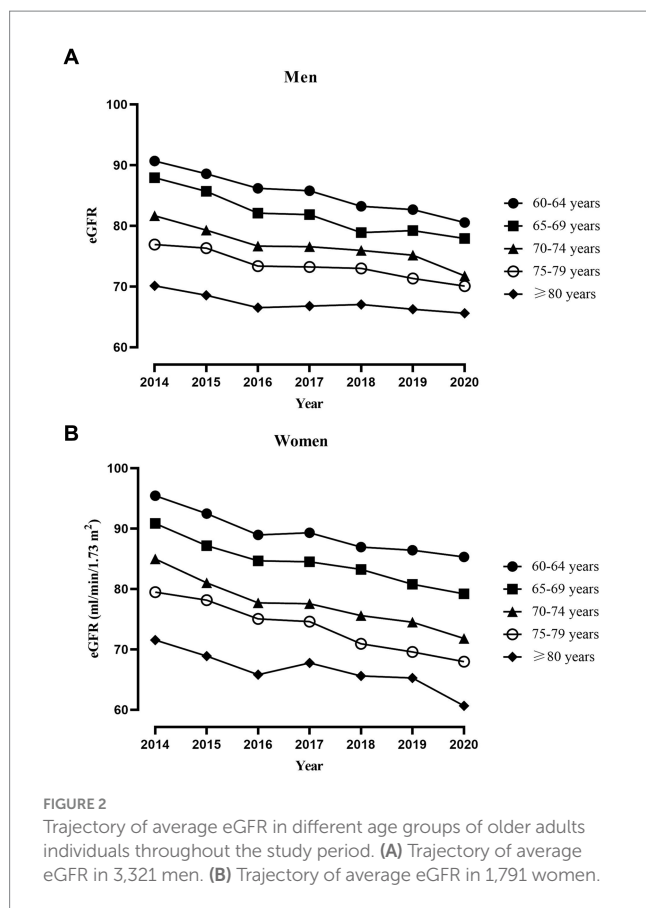 A
Men
100
90
80
70
60
eGFR
2014 2015 2016 2017 2018 2019 2020
Year
60-64 years
65-69 years
70-74 years
75-79 years
≥80 years
B
Women
100
90
80
70
60
eGFR (ml/min/1.73 m²)
2014 2015 2016 2017 2018 2019 2020
Year
60-64 years
65-69 years
70-74 years
75-79 years
≥80 years
FIGURE 2
Trajectory of average eGFR in different age groups of older adults
individuals throughout the study period. (A) Trajectory of average
eGFR in 3,321 men. (B) Trajectory of average eGFR in 1,791 women.